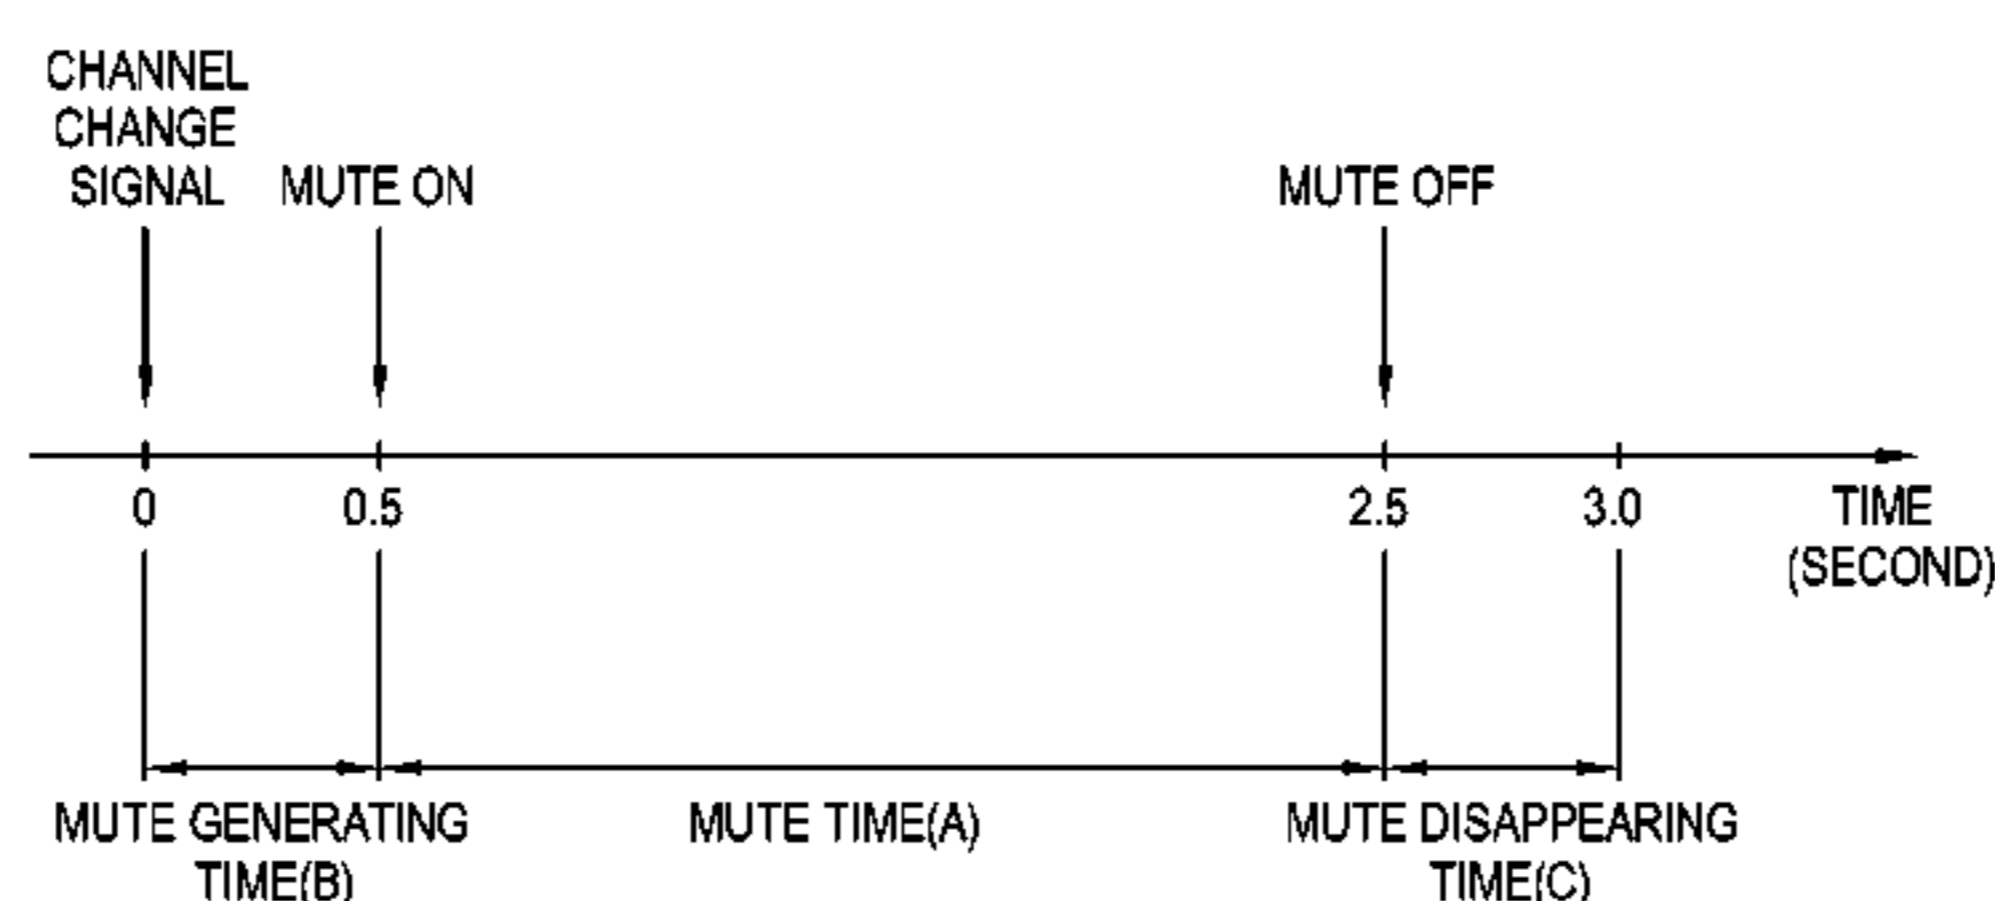 CHANNEL
CHANGE
SIGNAL
MUTE ON
MUTE OFF
0
0.5
2.5
3.0
TIME
(SECOND)
MUTE GENERATING
TIME(B)
MUTE TIME(A)
MUTE DISAPPEARING
TIME(C)